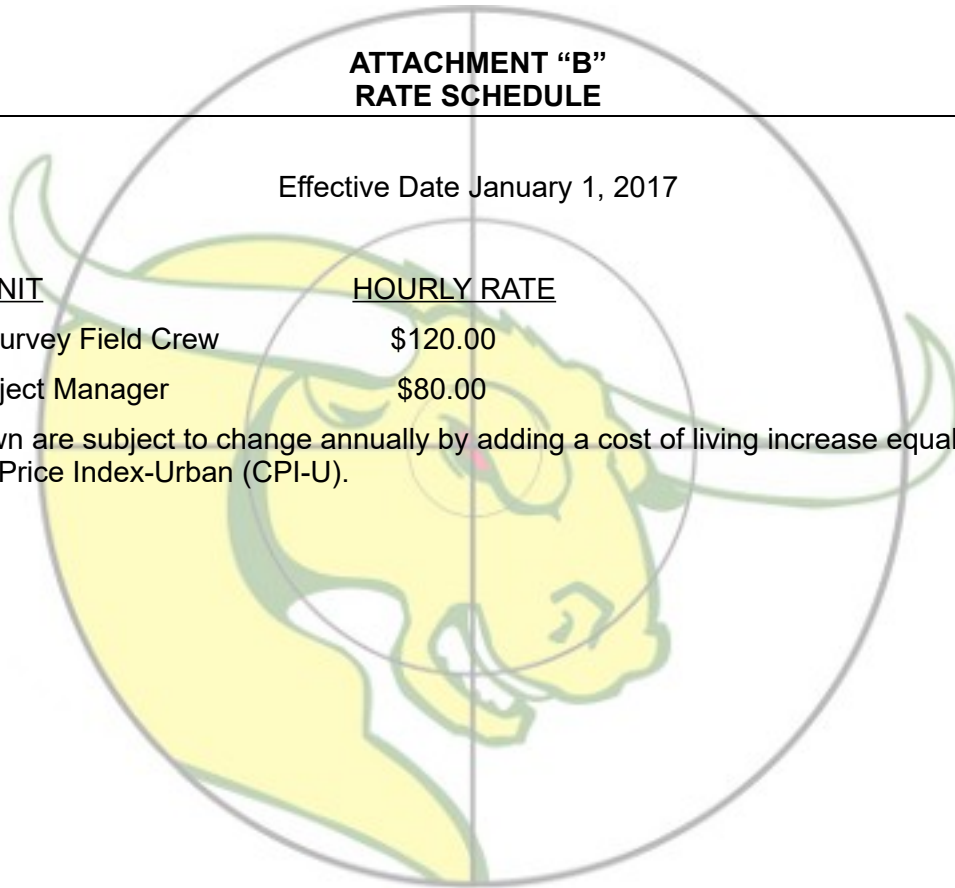 ATTACHMENT “B”
RATE SCHEDULE
Effective Date January 1, 2017
NIT HOURLY RATE
urvey Field Crew $120.00
ject Manager $80.00
wn are subject to change annually by adding a cost of living increase equal
Price Index-Urban (CPI-U).